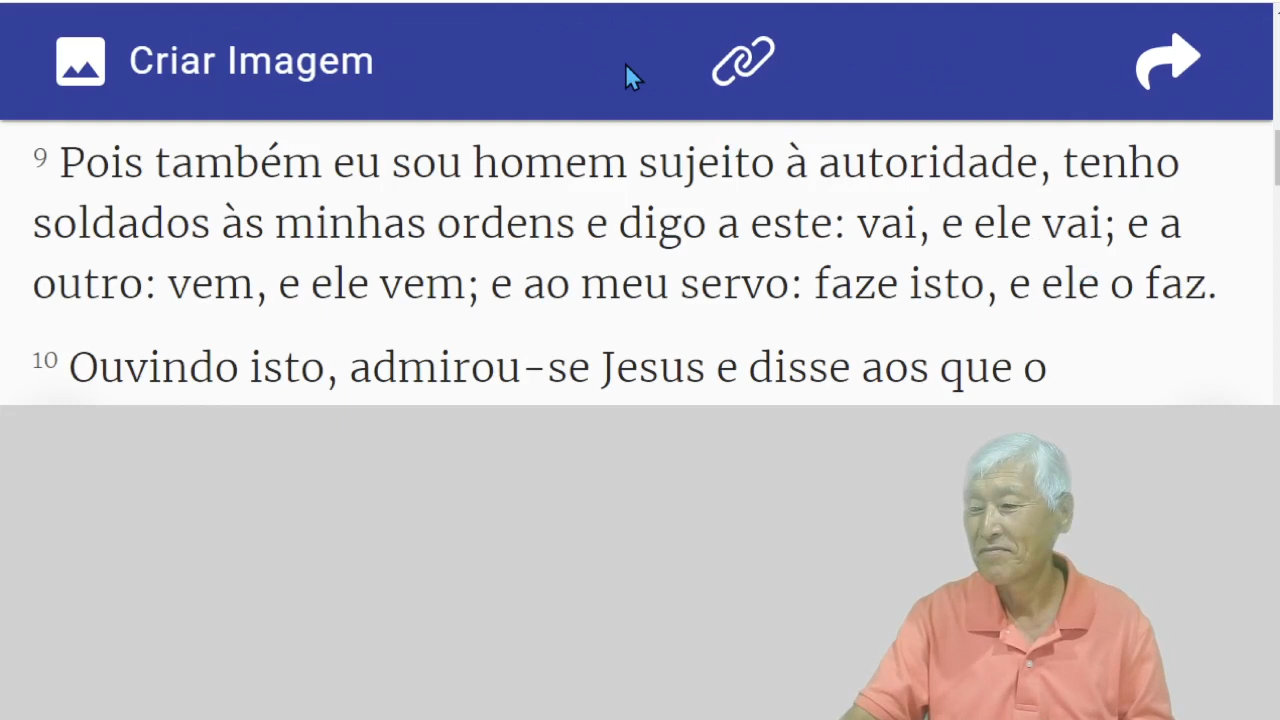 Criar Imagem
9 Pois também eu sou homem sujeito à autoridade, tenho
soldados às minhas ordens e digo a este: vai, e ele vai; e a
outro: vem, e ele vem; e ao meu servo: faze isto, e ele o faz.
10 Ouvindo isto, admirou-se Jesus e disse aos que o